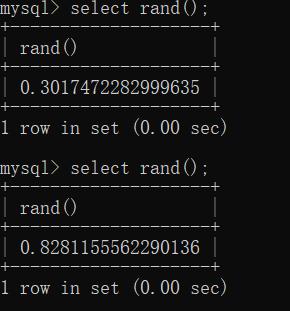 mysql> select rand();
+--------------------+
| rand()             |
+--------------------+
| 0.3017472282999635 |
+--------------------+
1 row in set (0.00 sec)
mysql> select rand();
+--------------------+
| rand()             |
+--------------------+
| 0.8281155562290136 |
+--------------------+
1 row in set (0.00 sec)